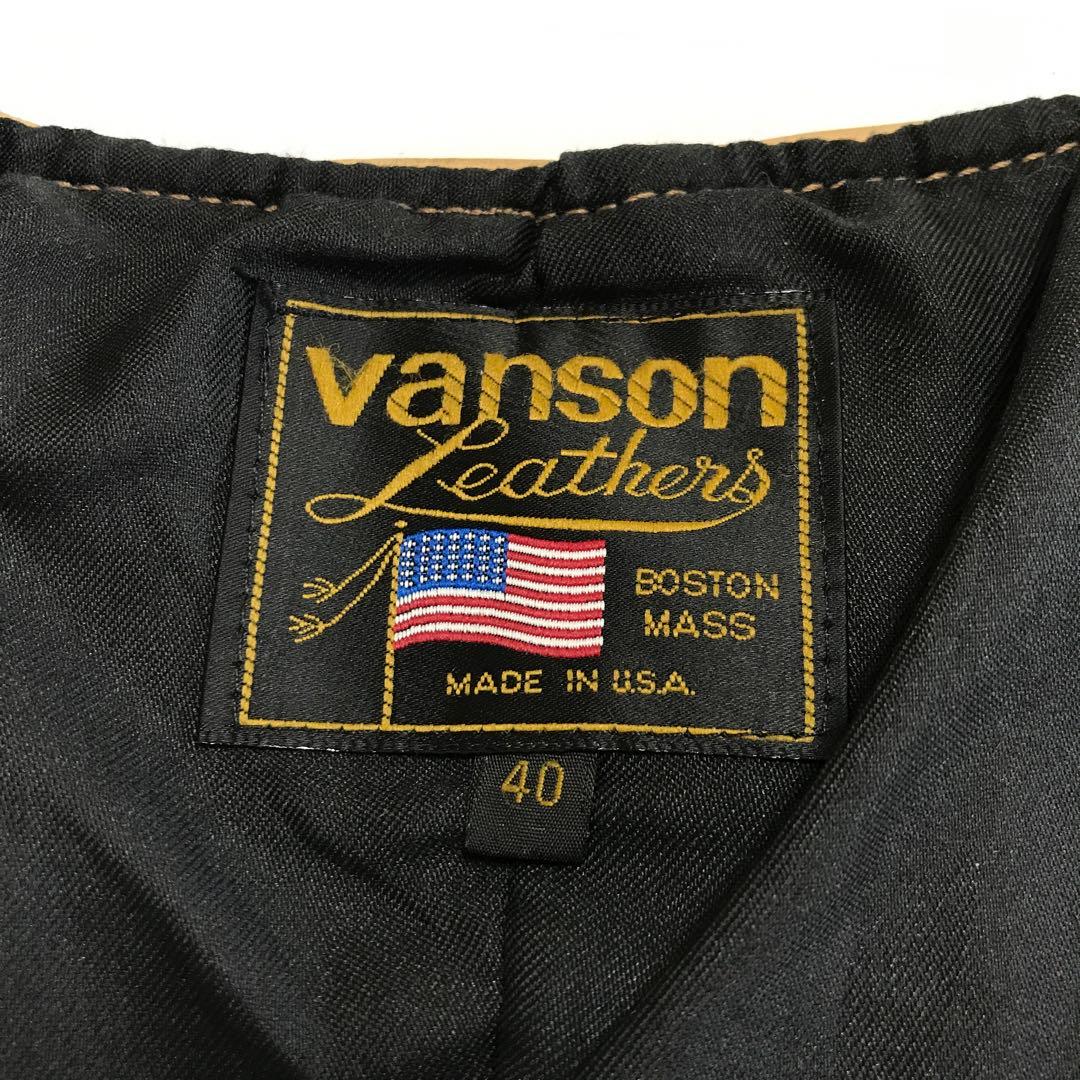 vanson
Leathers
BOSTON
MASS
MADE IN U.S.A.
40